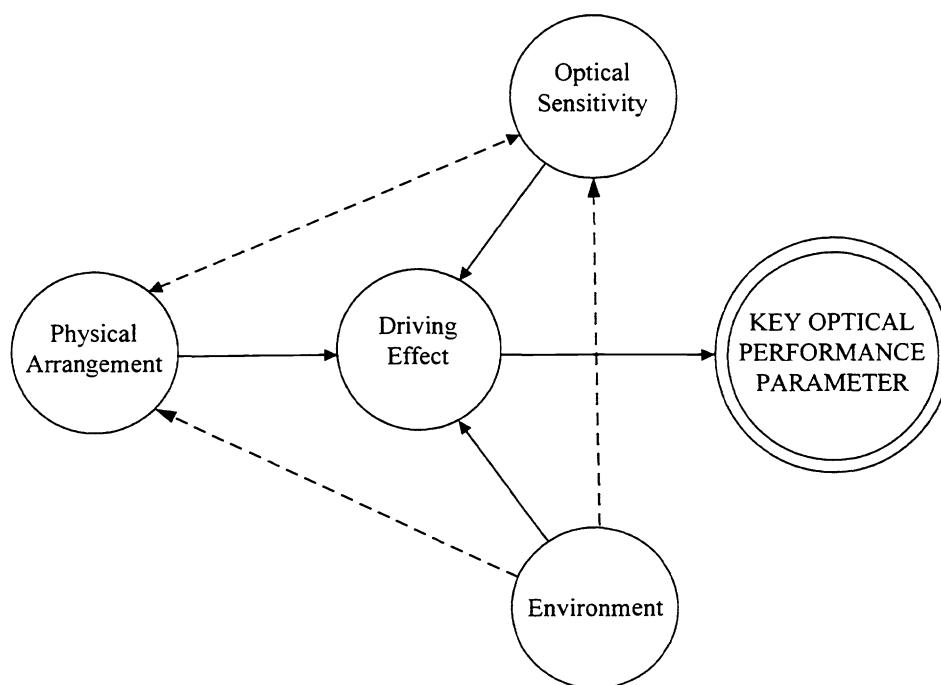 Optical
Sensitivity
Physical
Arrangement
Driving
Effect
KEY OPTICAL
PERFORMANCE
PARAMETER
Environment